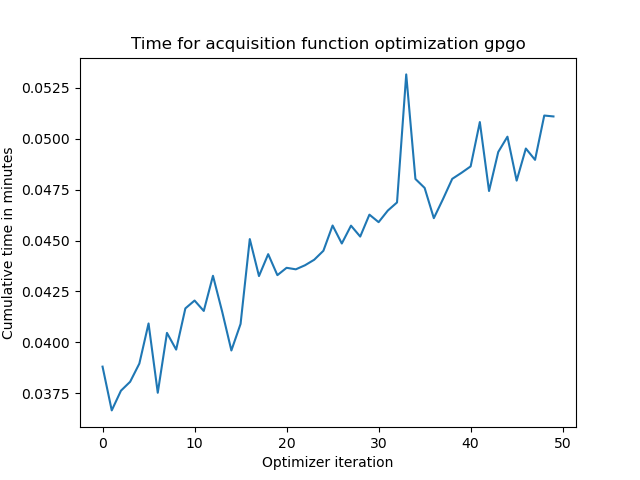 Time for acquisition function optimization gpgo
Cumulative time in minutes
0.0525
0.0500
0.0475
0.0450
0.0425
0.0400
0.0375
0 10 20 30 40 50
Optimizer iteration